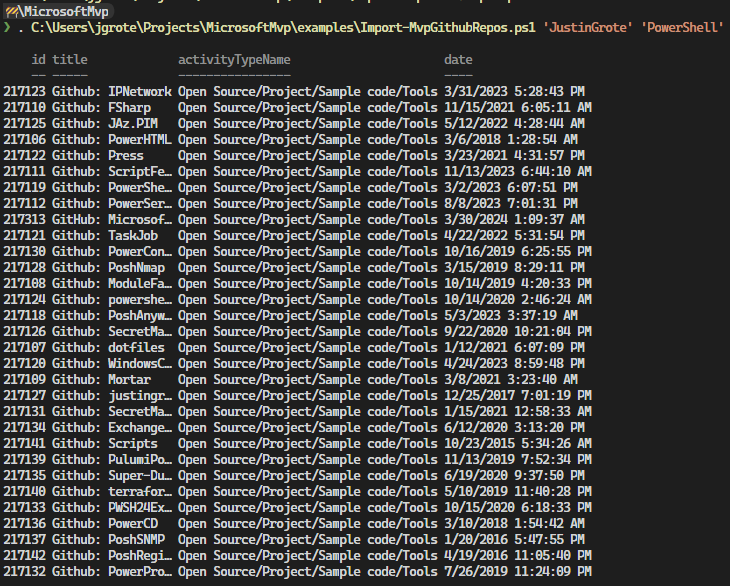 \MicrosoftMvp
❯ . C:\Users\jgrote\Projects\MicrosoftMvp\examples\Import-MvpGithubRepos.ps1 'JustinGrote' 'PowerShell'
id title activityTypeName date
-- ----- ---------------- ----
217123 Github: IPNetwork Open Source/Project/Sample code/Tools 3/31/2023 5:28:43 PM
217110 Github: FSharp Open Source/Project/Sample code/Tools 11/15/2021 6:05:11 AM
217125 Github: JAz.PIM Open Source/Project/Sample code/Tools 5/12/2022 4:28:44 AM
217106 Github: PowerHTML Open Source/Project/Sample code/Tools 3/6/2018 1:28:54 AM
217122 Github: Press Open Source/Project/Sample code/Tools 3/23/2021 4:31:57 PM
217111 Github: ScriptFe… Open Source/Project/Sample code/Tools 11/13/2023 6:44:10 AM
217119 Github: PowerShe… Open Source/Project/Sample code/Tools 3/2/2023 6:07:51 PM
217112 Github: PowerSer… Open Source/Project/Sample code/Tools 8/8/2023 7:01:31 PM
217313 GitHub: Microsof… Open Source/Project/Sample code/Tools 3/30/2024 1:09:37 AM
217121 Github: TaskJob Open Source/Project/Sample code/Tools 4/22/2022 5:31:54 PM
217130 Github: PowerCon… Open Source/Project/Sample code/Tools 10/16/2019 6:25:55 PM
217128 Github: PoshNmap Open Source/Project/Sample code/Tools 3/15/2019 8:29:11 PM
217108 Github: ModuleFa… Open Source/Project/Sample code/Tools 10/14/2019 4:20:33 PM
217124 Github: powershe… Open Source/Project/Sample code/Tools 10/14/2020 2:46:24 AM
217118 Github: PoshAnyw… Open Source/Project/Sample code/Tools 5/3/2023 3:37:19 AM
217126 Github: SecretMa… Open Source/Project/Sample code/Tools 9/22/2020 10:21:04 PM
217107 Github: dotfiles Open Source/Project/Sample code/Tools 1/12/2021 6:07:09 PM
217120 Github: WindowsC… Open Source/Project/Sample code/Tools 4/24/2023 8:59:48 PM
217109 Github: Mortar Open Source/Project/Sample code/Tools 3/8/2021 3:23:40 AM
217127 Github: justingr… Open Source/Project/Sample code/Tools 12/25/2017 7:01:19 PM
217131 Github: SecretMa… Open Source/Project/Sample code/Tools 1/15/2021 12:58:33 AM
217134 Github: Exchange… Open Source/Project/Sample code/Tools 6/12/2020 3:13:20 PM
217141 Github: Scripts Open Source/Project/Sample code/Tools 10/23/2015 5:34:26 AM
217139 Github: PulumiPo… Open Source/Project/Sample code/Tools 11/13/2019 7:52:34 PM
217135 Github: Super-Du… Open Source/Project/Sample code/Tools 6/19/2020 9:37:50 PM
217140 Github: terrafor… Open Source/Project/Sample code/Tools 5/10/2019 11:40:28 PM
217133 Github: PWSH24Ex… Open Source/Project/Sample code/Tools 10/15/2020 6:18:33 PM
217136 Github: PowerCD Open Source/Project/Sample code/Tools 3/10/2018 1:54:42 AM
217137 Github: PoshSNMP Open Source/Project/Sample code/Tools 1/20/2016 5:47:55 PM
217142 Github: PoshRegi… Open Source/Project/Sample code/Tools 4/19/2016 11:05:40 PM
217132 Github: PowerPro… Open Source/Project/Sample code/Tools 7/26/2019 11:24:09 PM